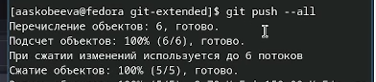 [aaskobeeva@fedora git-extended]$ git push --all
Перечисление объектов: 6, готово.
Подсчет объектов: 100% (6/6), готово.
При сжатии изменений используется до 6 потоков
Сжатие объектов: 100% (5/5), готово.